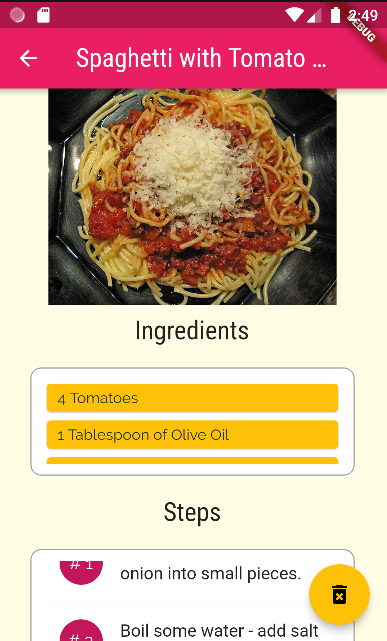 2:49
DEBUG
Spaghetti with Tomato ...
Ingredients
4 Tomatoes
1 Tablespoon of Olive Oil
Steps
# 1
onion into small pieces.
Boil some water - add salt